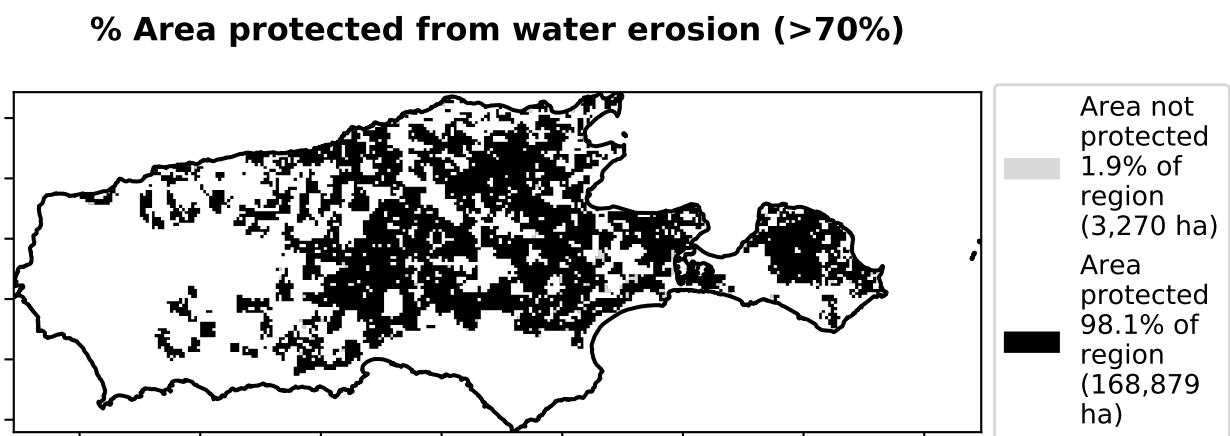 % Area protected from water erosion (>70%)
Area not
protected
1.9% of
region
(3,270 ha)
Area
protected
98.1% of
region
(168,879
ha)